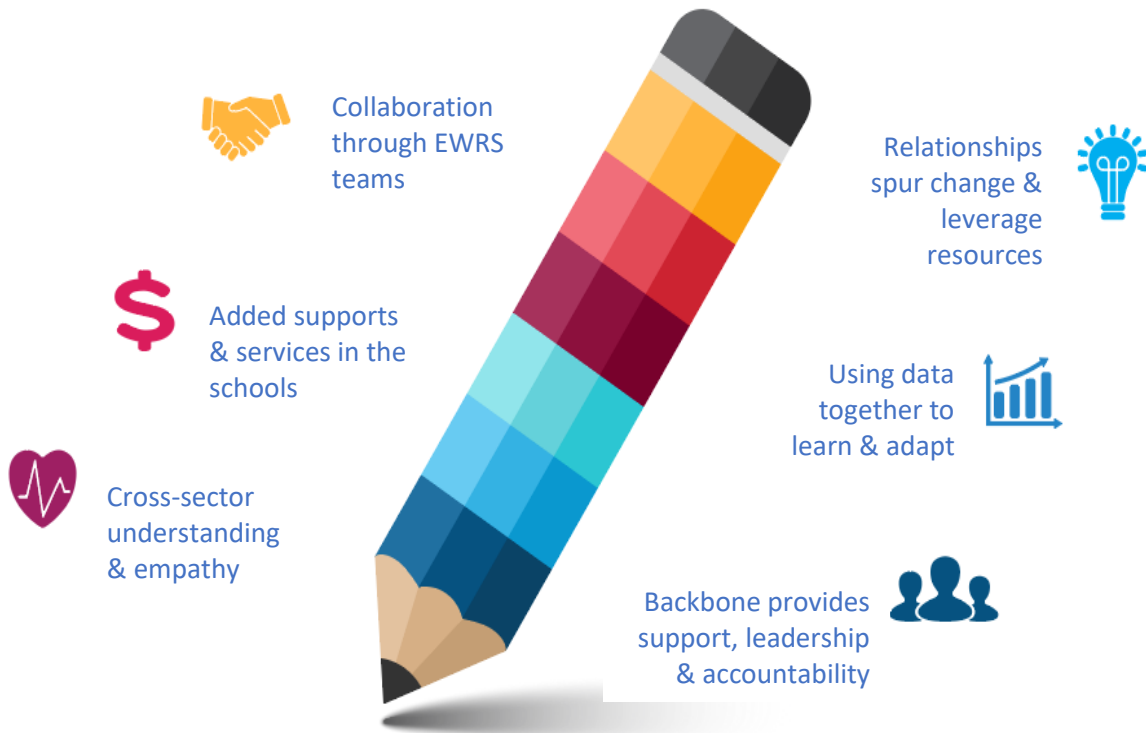 Collaboration
through EWRS
teams
Added supports
& services in the
schools
Cross-sector
understanding
& empathy
Relationships
spur change &
leverage
resources
Using data
together to
learn & adapt
Backbone provides
support, leadership
& accountability